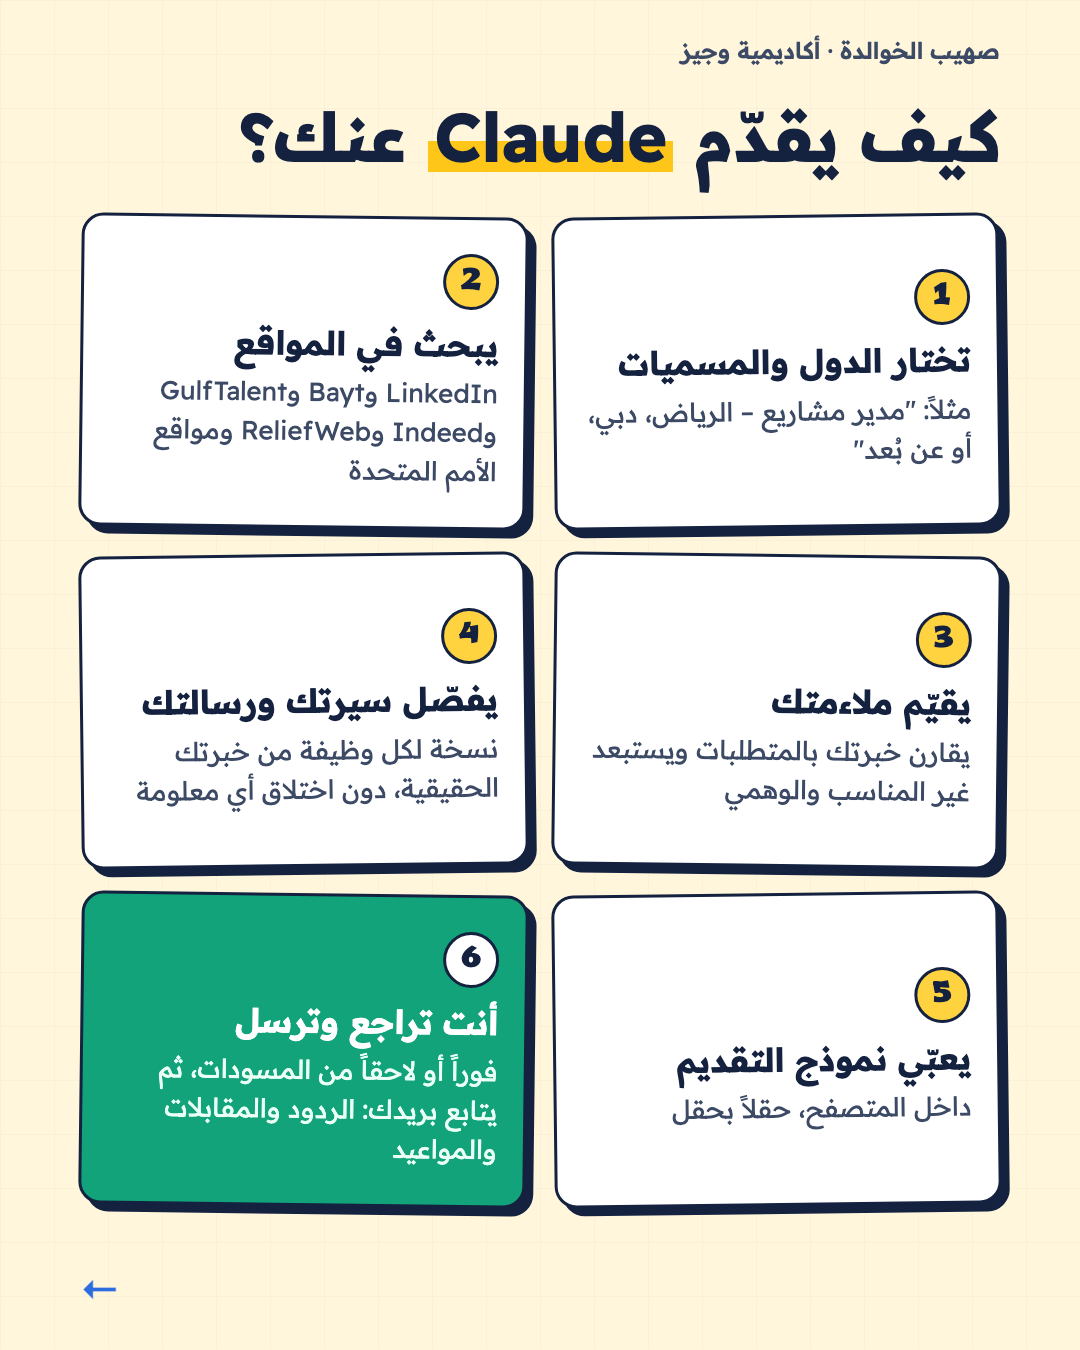 صهيب الخوالدة · أكاديمية وجيز
كيف يقدّم Claude عنك؟
1
تختار الدول والمسميات
مثلاً: "مدير مشاريع – الرياض، دبي،
أو عن بُعد"
2
يبحث في المواقع
LinkedIn وBayt وGulfTalent
وIndeed وReliefWeb ومواقع
الأمم المتحدة
3
يقيّم ملاءمتك
يقارن خبرتك بالمتطلبات ويستبعد
غير المناسب والوهمي
4
يفصّل سيرتك ورسالتك
نسخة لكل وظيفة من خبرتك
الحقيقية، دون اختلاق أي معلومة
5
يعبّي نموذج التقديم
داخل المتصفح، حقلاً بحقل
6
أنت تراجع وترسل
فوراً أو لاحقاً من المسودات، ثم
يتابع بريدك: الردود والمقابلات
والمواعيد
←